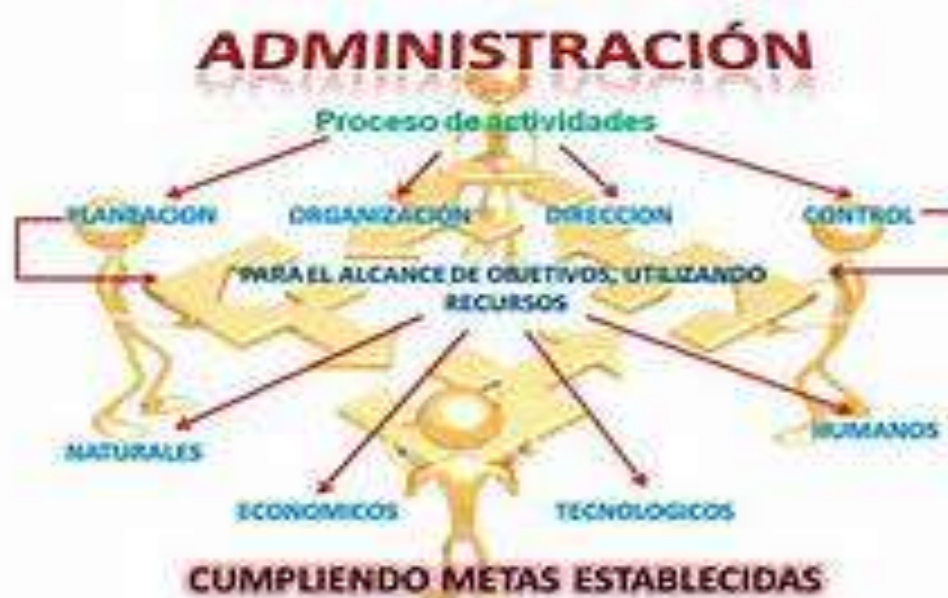 ADMINISTRACIÓN
Proceso de actividades
PLANEACION ORGANIZACIÓN DIRECCION CONTROL
PARA EL ALCANCE DE OBJETIVOS, UTILIZANDO
RECURSOS
NATURALES
HUMANOS
ECONOMICOS TECNOLOGICOS
CUMPLIENDO METAS ESTABLECIDAS